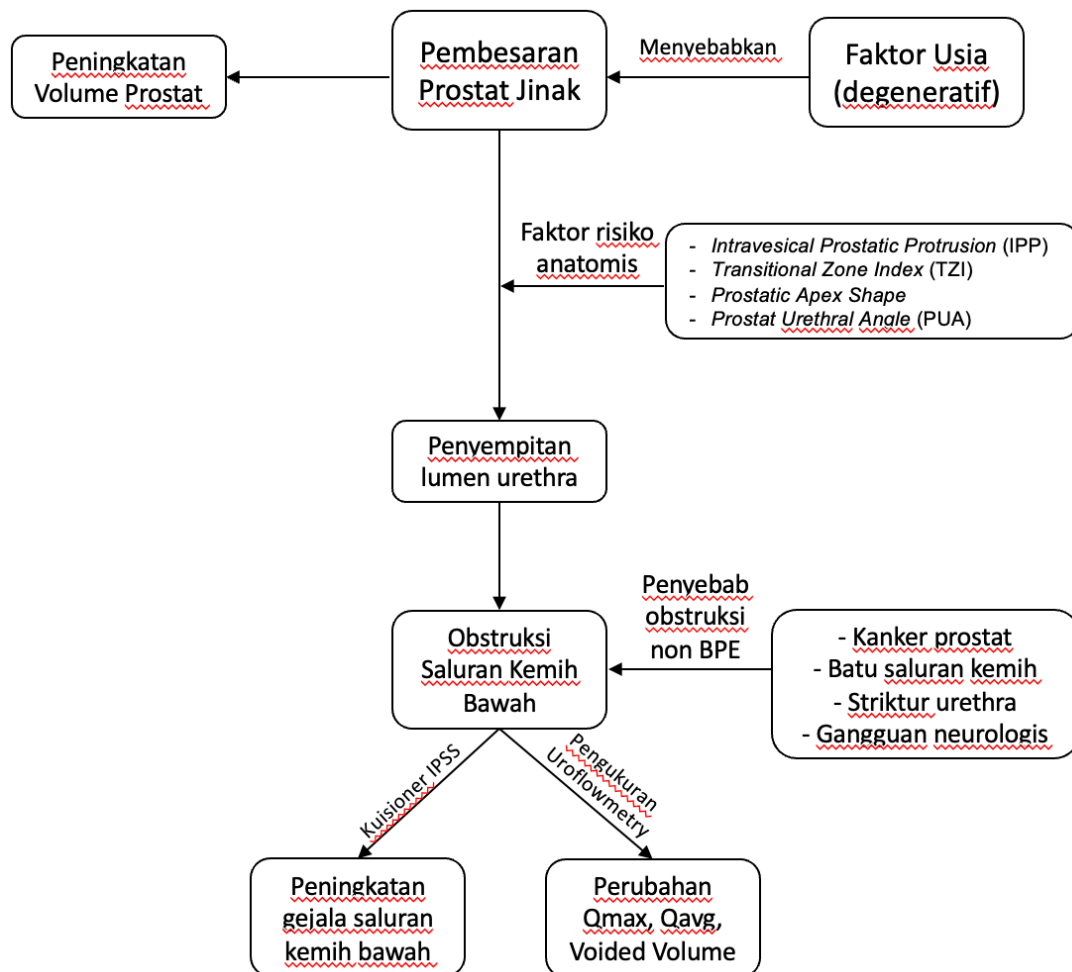 Peningkatan
Volume Prostat
Pembesaran
Prostat Jinak
Menyebabkan
Faktor Usia
(degeneratif)
Faktor risiko
anatomis
- Intravesical Prostatic Protrusion (IPP)
- Transitional Zone Index (TZI)
- Prostatic Apex Shape
- Prostat Urethral Angle (PUA)
Penyempitan
lumen urethra
Obstruksi
Saluran Kemih
Bawah
Penyebab
obstruksi
non BPE
- Kanker prostat
- Batu saluran kemih
- Striktur urethra
- Gangguan neurologis
Kuisioner IPSS
Pengukuran
Uroflowmetry
Peningkatan
gejala saluran
kemih bawah
Perubahan
Qmax, Qavg,
Voided Volume